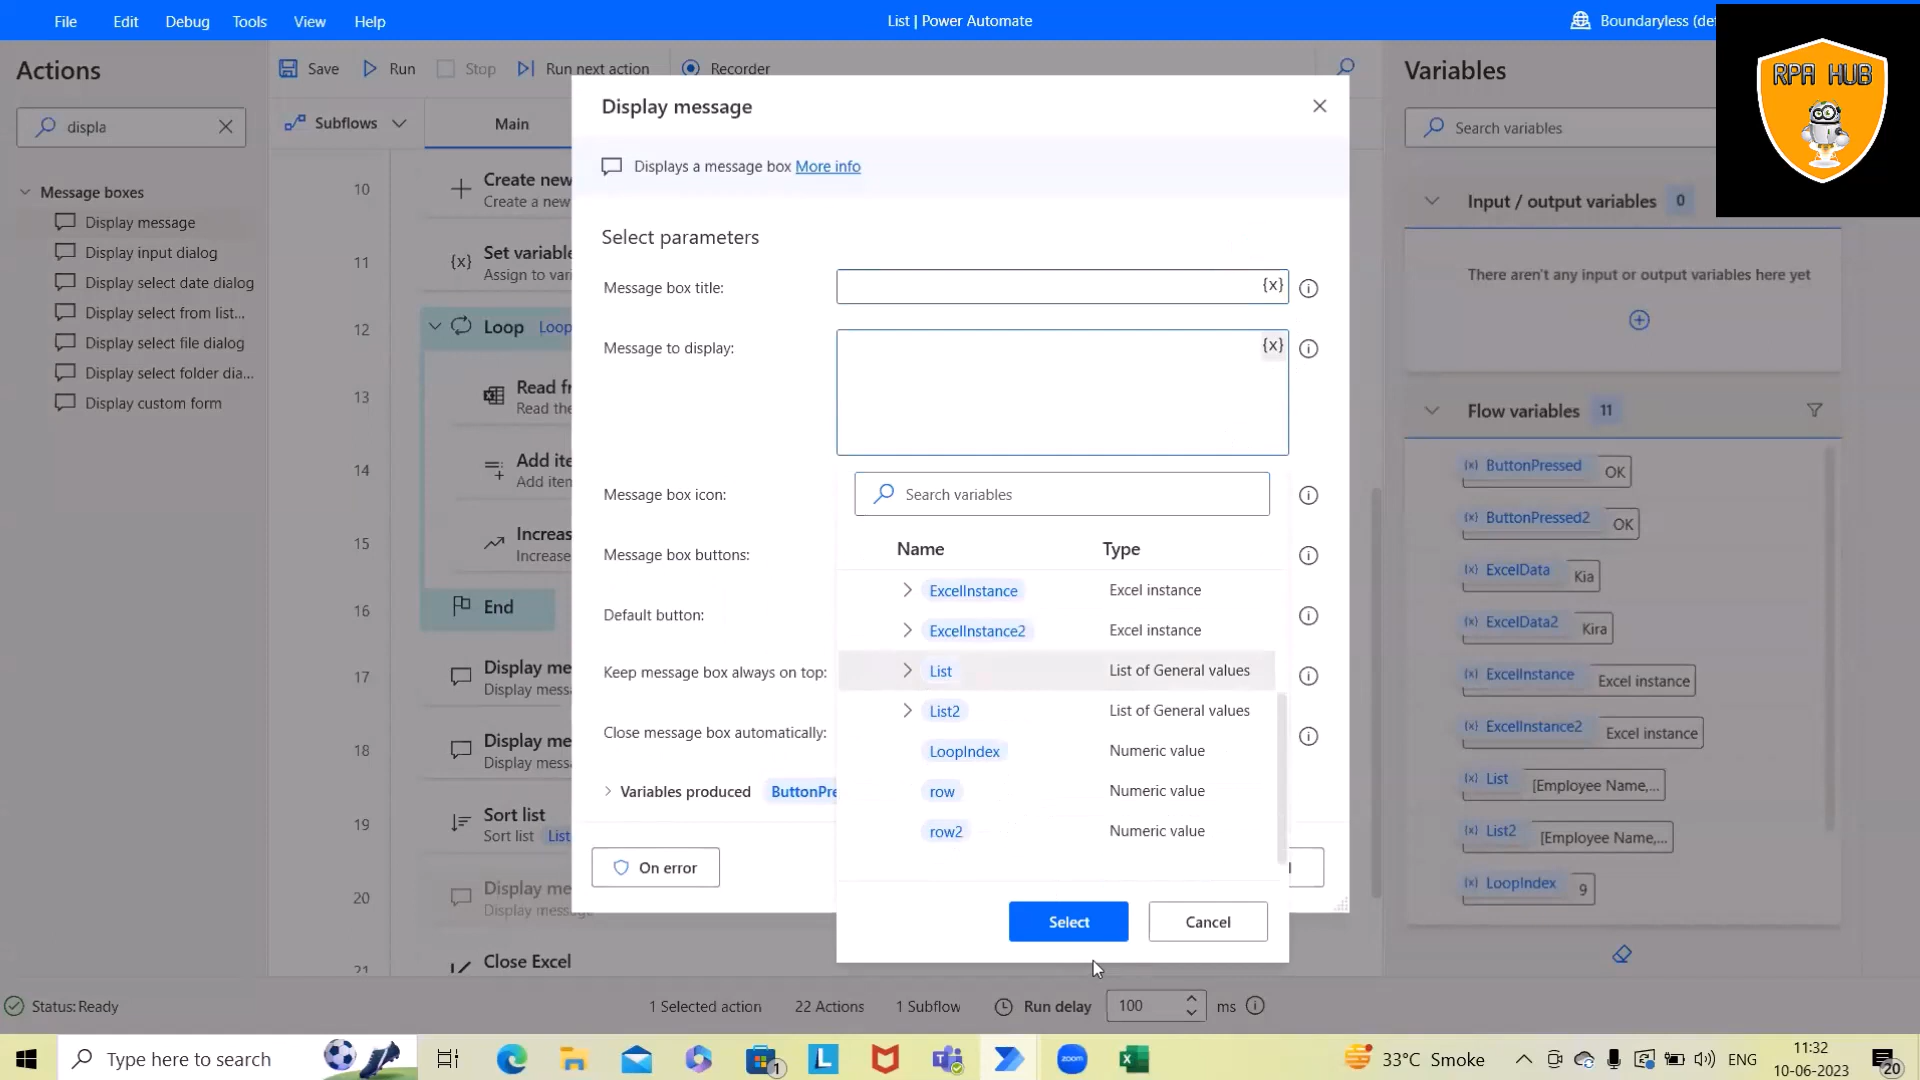 File Edit Debug Tools View Help
List | Power Automate
Boundaryless (def
RPA HUB
Actions
Save Run Stop Run next action Recorder
Variables
displa
Subflows
Main
Search variables
Message boxes
Display message
Display input dialog
Display select date dialog
Display select from list...
Display select file dialog
Display select folder dia...
Display custom form
10
Create new
Create a new
11
{x}
Set variable
Assign to vari
12
Loop Loop
13
Read fr
Read the
14
Add ite
Add item
15
Increas
Increase
16
End
17
Display me
Display mess
18
Display me
Display mess
19
Sort list
Sort list List
20
Display me
Display messag
21
Close Excel
Display message
Displays a message box More info
Select parameters
Message box title:
{x}
Message to display:
{x}
Message box icon:
Message box buttons:
Default button:
Keep message box always on top:
Close message box automatically:
Variables produced ButtonPre
On error
Search variables
Name Type
ExcelInstance Excel instance
ExcelInstance2 Excel instance
List List of General values
List2 List of General values
LoopIndex Numeric value
row Numeric value
row2 Numeric value
Select Cancel
Input / output variables 0
There aren't any input or output variables here yet
Flow variables 11
{x} ButtonPressed OK
{x} ButtonPressed2 OK
{x} ExcelData Kia
{x} ExcelData2 Kira
{x} ExcelInstance Excel instance
{x} ExcelInstance2 Excel instance
{x} List [Employee Name,...
{x} List2 [Employee Name,...
{x} LoopIndex 9
Status: Ready
1 Selected action 22 Actions 1 Subflow Run delay 100 ms
Type here to search
1
L
zoom
33°C Smoke
ENG
11:32
10-06-2023
20